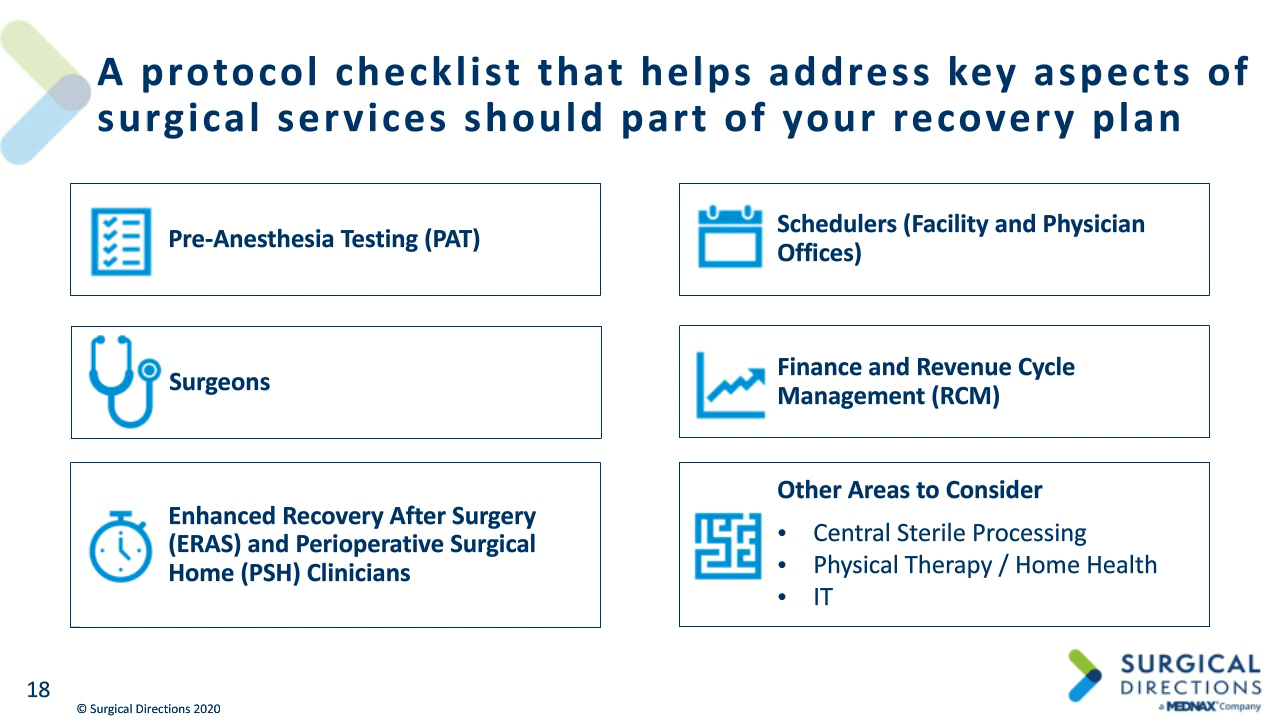 A protocol checklist that helps address key aspects of
surgical services should part of your recovery plan
Pre-Anesthesia Testing (PAT)
Schedulers (Facility and Physician
Offices)
Surgeons
Finance and Revenue Cycle
Management (RCM)
Enhanced Recovery After Surgery
(ERAS) and Perioperative Surgical
Home (PSH) Clinicians
Other Areas to Consider
• Central Sterile Processing
• Physical Therapy / Home Health
• IT
18
© Surgical Directions 2020
SURGICAL
DIRECTIONS
a MEDNAX Company